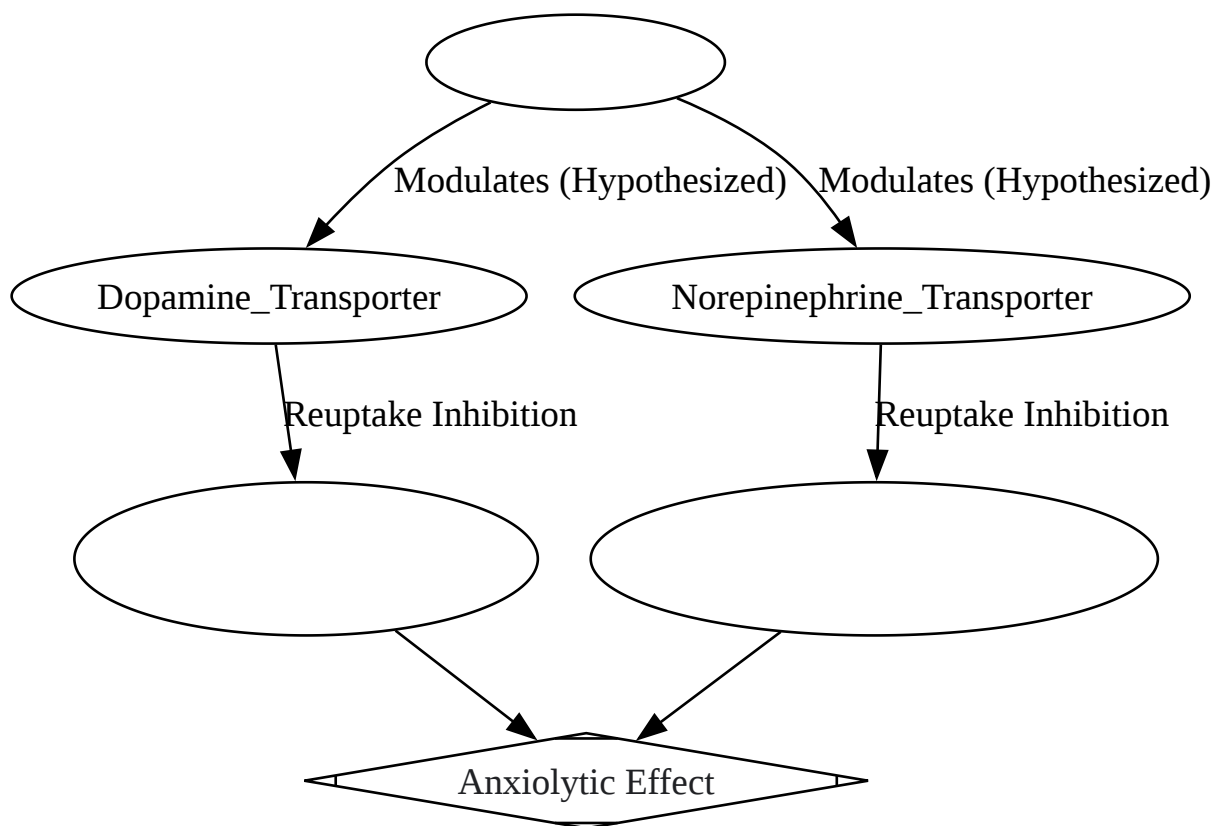 Modulates (Hypothesized)
Modulates (Hypothesized)
Dopamine_Transporter
Norepinephrine_Transporter
Reuptake Inhibition
Reuptake Inhibition
Anxiolytic Effect